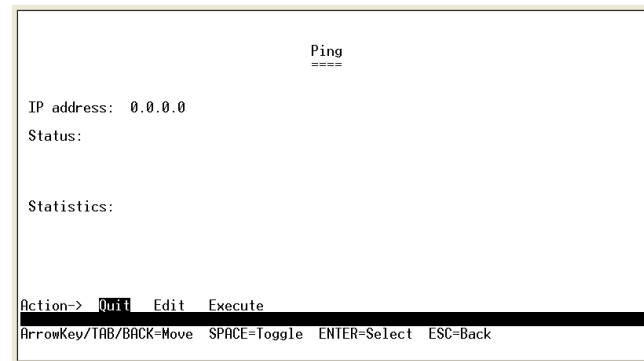 Ping
====
IP address: 0.0.0.0
Status:
Statistics:
Action-> Quit Edit Execute
ArrowKey/TAB/BACK=Move SPACE=Toggle ENTER=Select ESC=Back